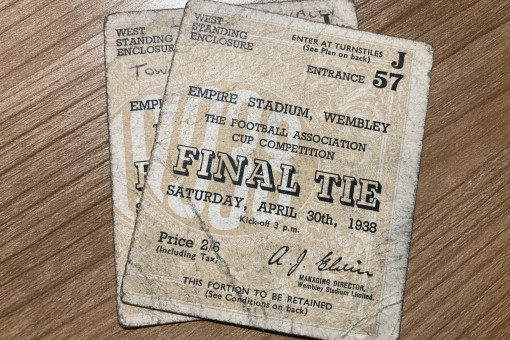 WEST
STANDING
ENCLOSURE
ENTER AT TURNSTILES
(See Plan on back)
J
ENTRANCE 57
EMPIRE STADIUM, WEMBLEY
THE FOOTBALL ASSOCIATION
CUP COMPETITION
FINAL TIE
SATURDAY, APRIL 30th, 1938
Kick-off 3 p.m.
Price 2/6
(Including Tax)
A. J. Elvin
MANAGING DIRECTOR,
Wembley Stadium Limited.
THIS PORTION TO BE RETAINED
(See Conditions on back)
WEST
STANDING
ENCLOSURE
J
EMPIRE